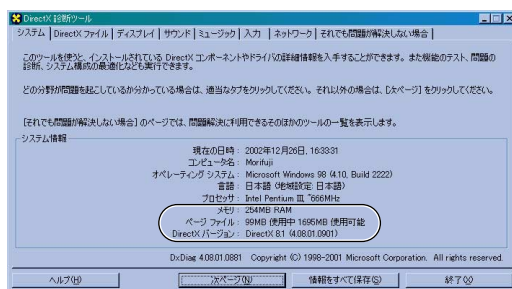 DirectX 診断ツール
システム DirectX ファイル ディスプレイ サウンド ミュージック 入力 ネットワーク それでも問題が解決しない場合
このツールを使うと、インストールされている DirectX コンポーネントやドライバの詳細情報を入手することができます。また機能のテスト、問題の
診断、システム構成の最適化なども実行できます。
どの分野が問題を起こしているか分かっている場合は、適当なタブをクリックしてください。それ以外の場合は、[次ページ] をクリックしてください。
[それでも問題が解決しない場合] のページでは、問題解決に利用できるそのほかのツールの一覧を表示します。
システム情報
現在の日時: 2002年12月26日, 16:33:31
コンピュータ名: Morifuji
オペレーティング システム: Microsoft Windows 98 (4.10, Build 2222)
言語: 日本語 (地域設定: 日本語)
プロセッサ: Intel Pentium III, ~666MHz
メモリ: 254MB RAM
ページ ファイル: 99MB 使用中 1695MB 使用可能
DirectX バージョン: DirectX 8.1 (4.08.01.0901)
DxDiag 4.08.01.0881 Copyright (C) 1998-2001 Microsoft Corporation. All rights reserved.
ヘルプ(H) 次ページ(N) 情報をすべて保存(S) 終了(X)